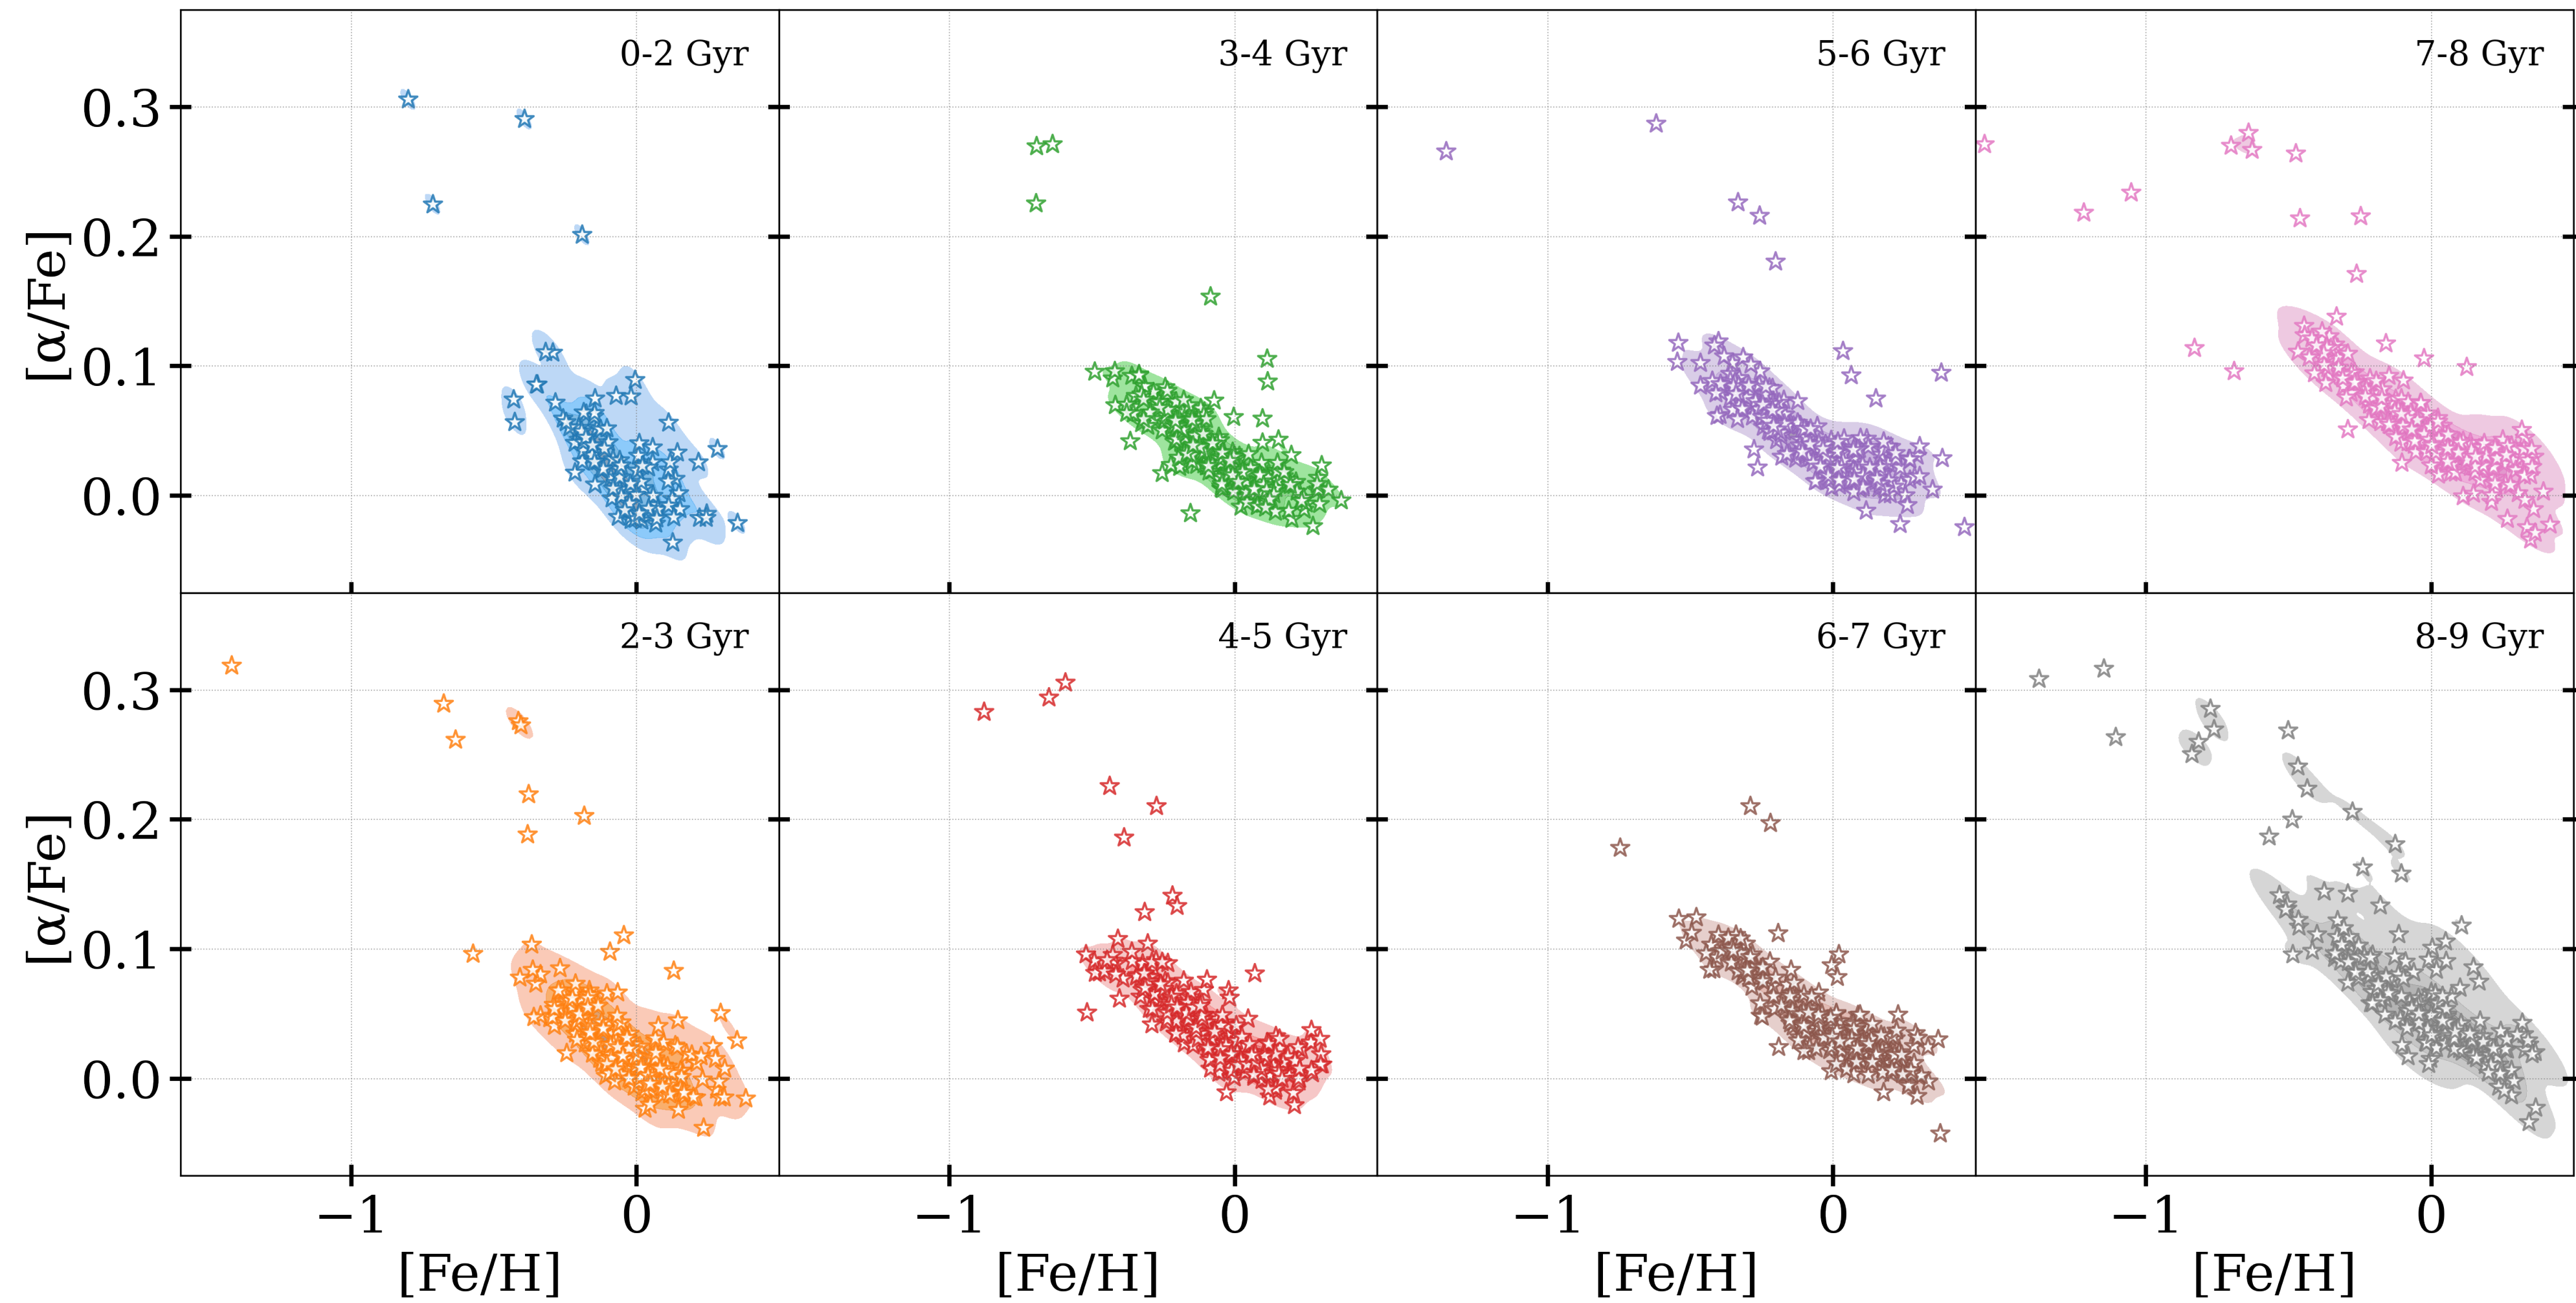 0-2 Gyr
3-4 Gyr
5-6 Gyr
7-8 Gyr
0.3
0.2
0.1
0.0
[α/Fe]
2-3 Gyr
4-5 Gyr
6-7 Gyr
8-9 Gyr
0.3
0.2
0.1
0.0
[α/Fe]
−1 0 −1 0 −1 0 −1 0
[Fe/H] [Fe/H] [Fe/H] [Fe/H]